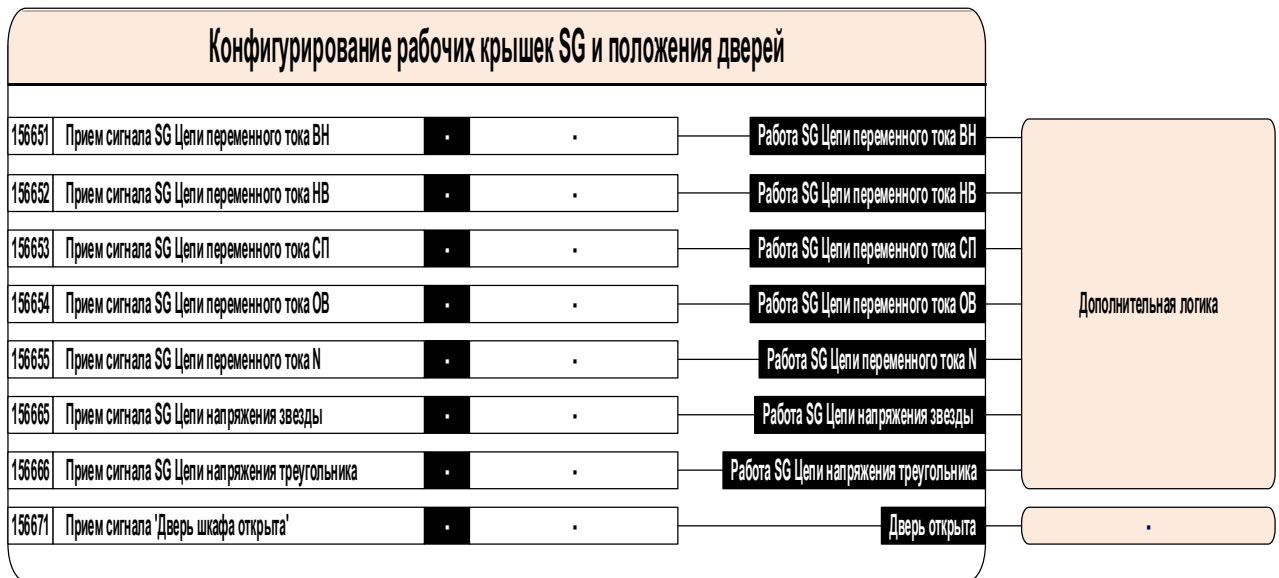 Конфигурирование рабочих крышек SG и положения дверей
156651 Прием сигнала SG Цепи переменного тока ВН - - Работа SG Цепи переменного тока ВН
156652 Прием сигнала SG Цепи переменного тока НВ - - Работа SG Цепи переменного тока НВ
156653 Прием сигнала SG Цепи переменного тока СП - - Работа SG Цепи переменного тока СП
156654 Прием сигнала SG Цепи переменного тока ОВ - - Работа SG Цепи переменного тока ОВ
Дополнительная логика
156655 Прием сигнала SG Цепи переменного тока N - - Работа SG Цепи переменного тока N
156665 Прием сигнала SG Цепи напряжения звезды - - Работа SG Цепи напряжения звезды
156666 Прием сигнала SG Цепи напряжения треугольника - - Работа SG Цепи напряжения треугольника
156671 Прием сигнала 'Дверь шкафа открыта' - - Дверь открыта -